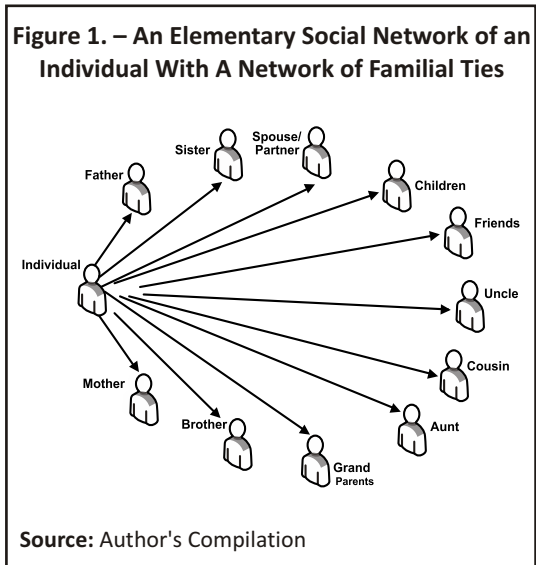 Figure 1. – An Elementary Social Network of an
Individual With A Network of Familial Ties
Spouse/
Partner
Sister
Father
Children
Friends
Individual
Uncle
Cousin
Mother
Brother
Aunt
Grand
Parents
Source: Author's Compilation